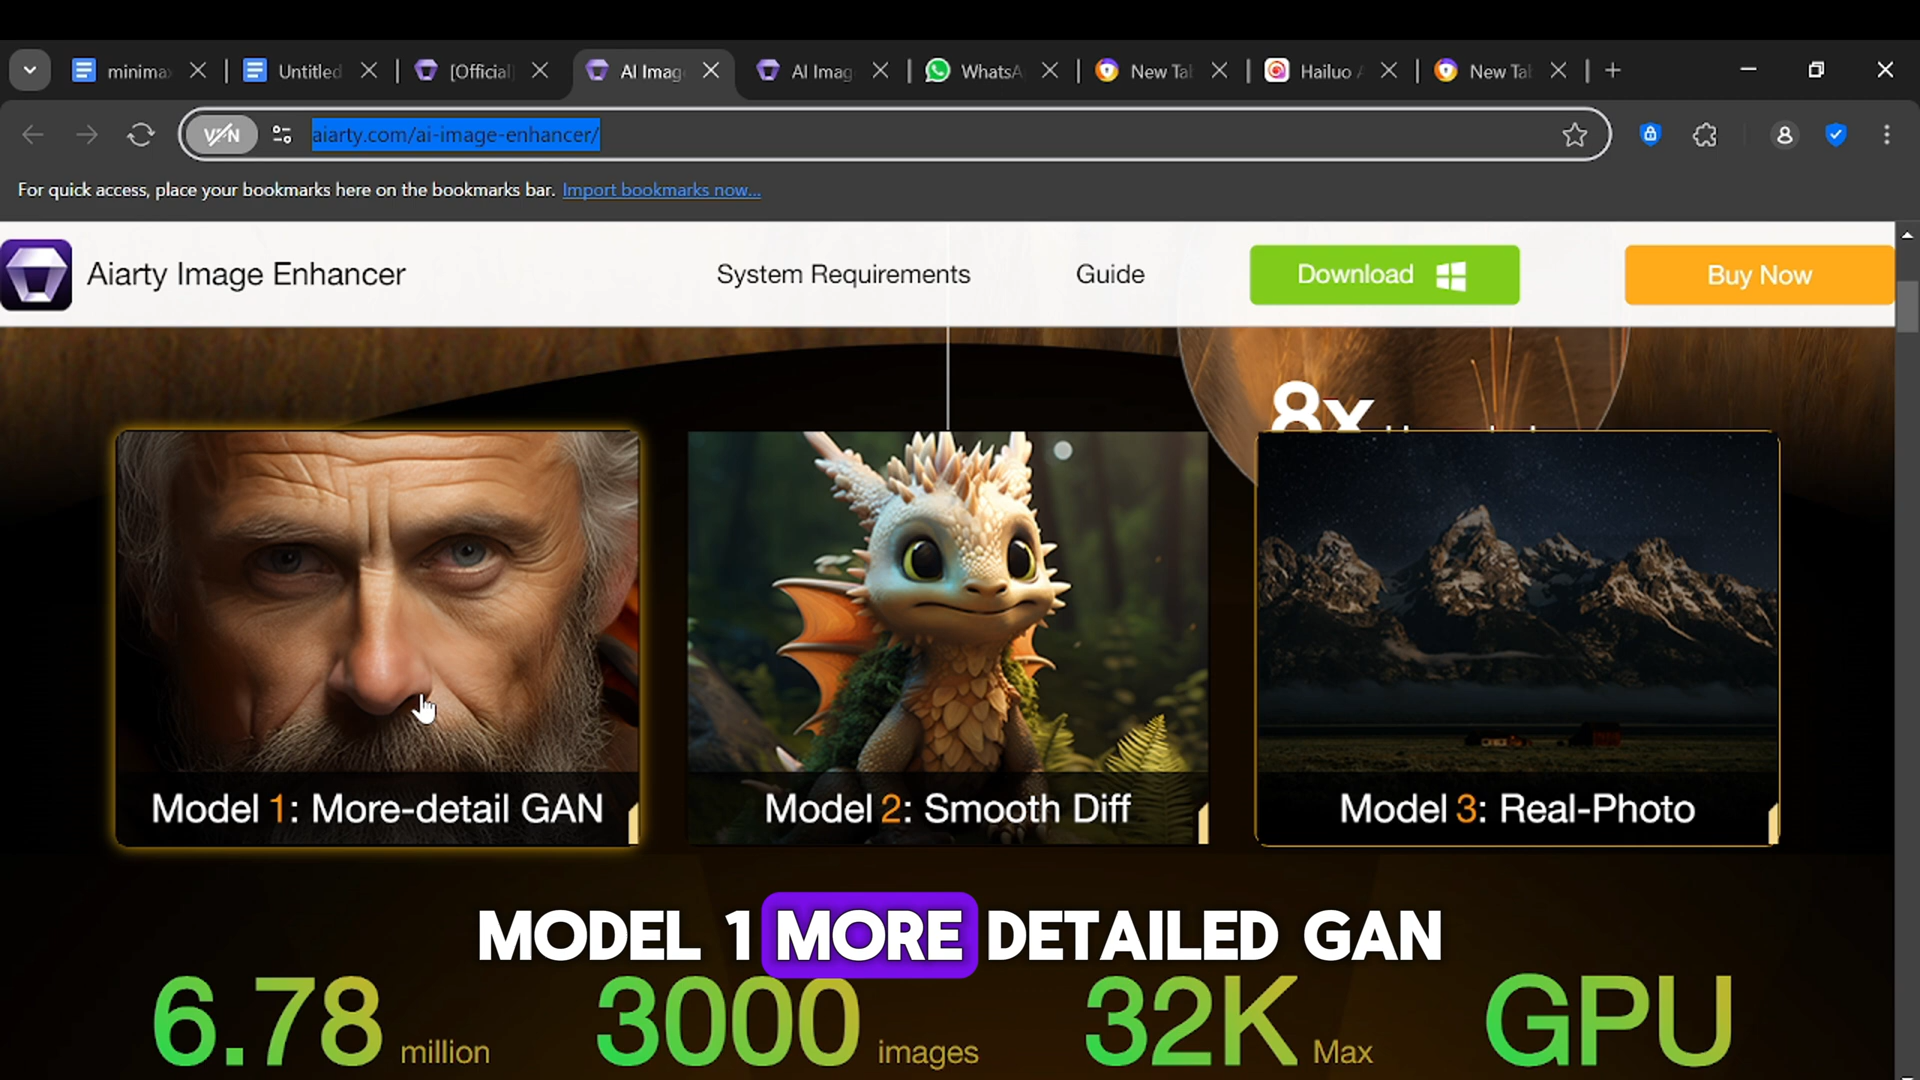 minima
Untitled
[Official]
AI Imag
AI Imag
WhatsA
New Tab
Hailuo A
New Tab
VPN
aiarty.com/ai-image-enhancer/
For quick access, place your bookmarks here on the bookmarks bar. Import bookmarks now...
Aiarty Image Enhancer
System Requirements
Guide
Download
Buy Now
8x
Model 1: More-detail GAN
Model 2: Smooth Diff
Model 3: Real-Photo
MODEL 1 MORE DETAILED GAN
6.78 million
3000 images
32K Max
GPU